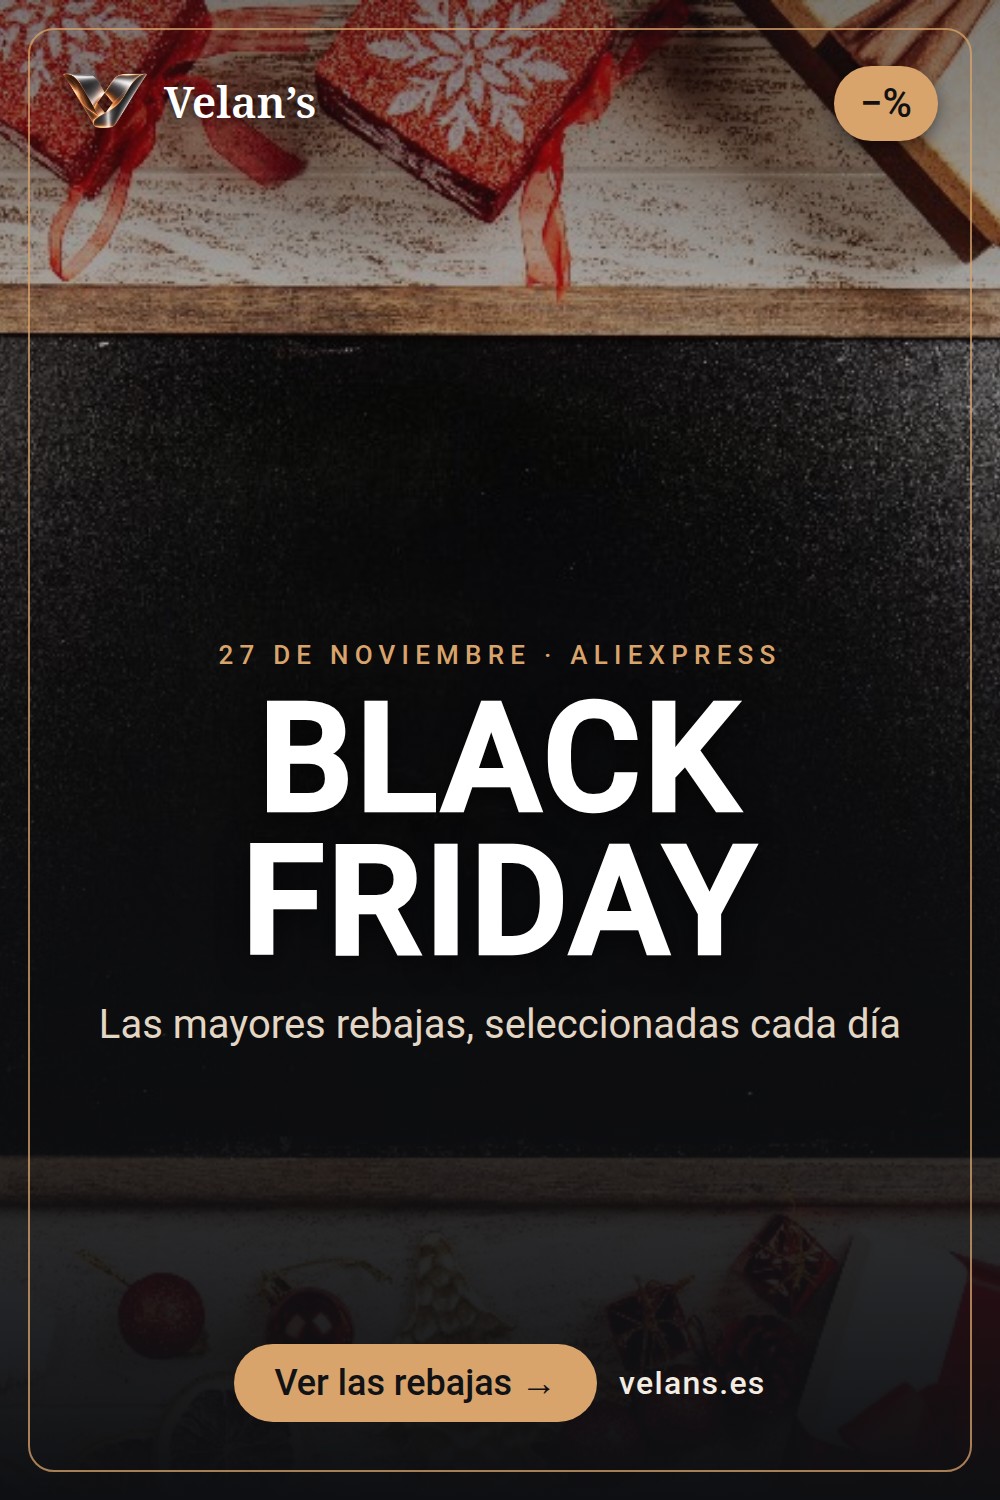 Velan’s
−%
27 DE NOVIEMBRE · ALIEXPRESS
BLACK
FRIDAY
Las mayores rebajas, seleccionadas cada día
Ver las rebajas →
velans.es